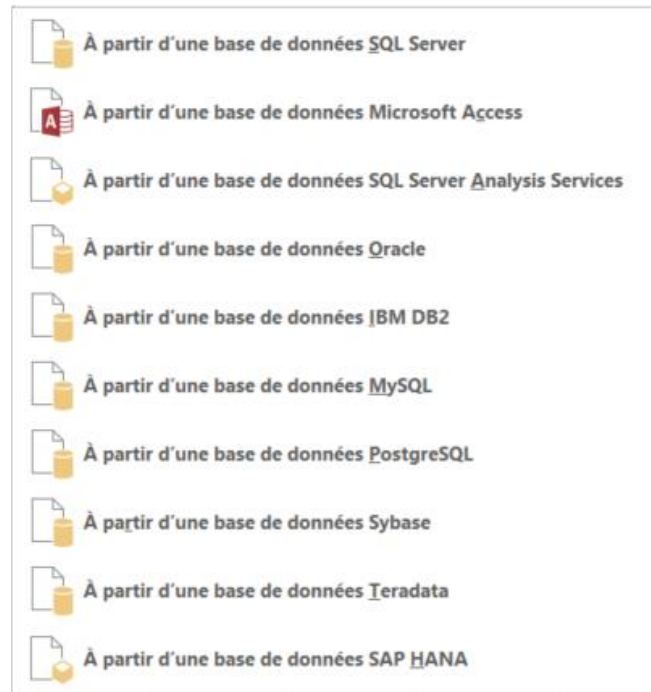 À partir d'une base de données SQL Server
A
À partir d'une base de données Microsoft Access
À partir d'une base de données SQL Server Analysis Services
À partir d'une base de données Oracle
À partir d'une base de données IBM DB2
À partir d'une base de données MySQL
À partir d'une base de données PostgreSQL
À partir d'une base de données Sybase
À partir d'une base de données Teradata
À partir d'une base de données SAP HANA